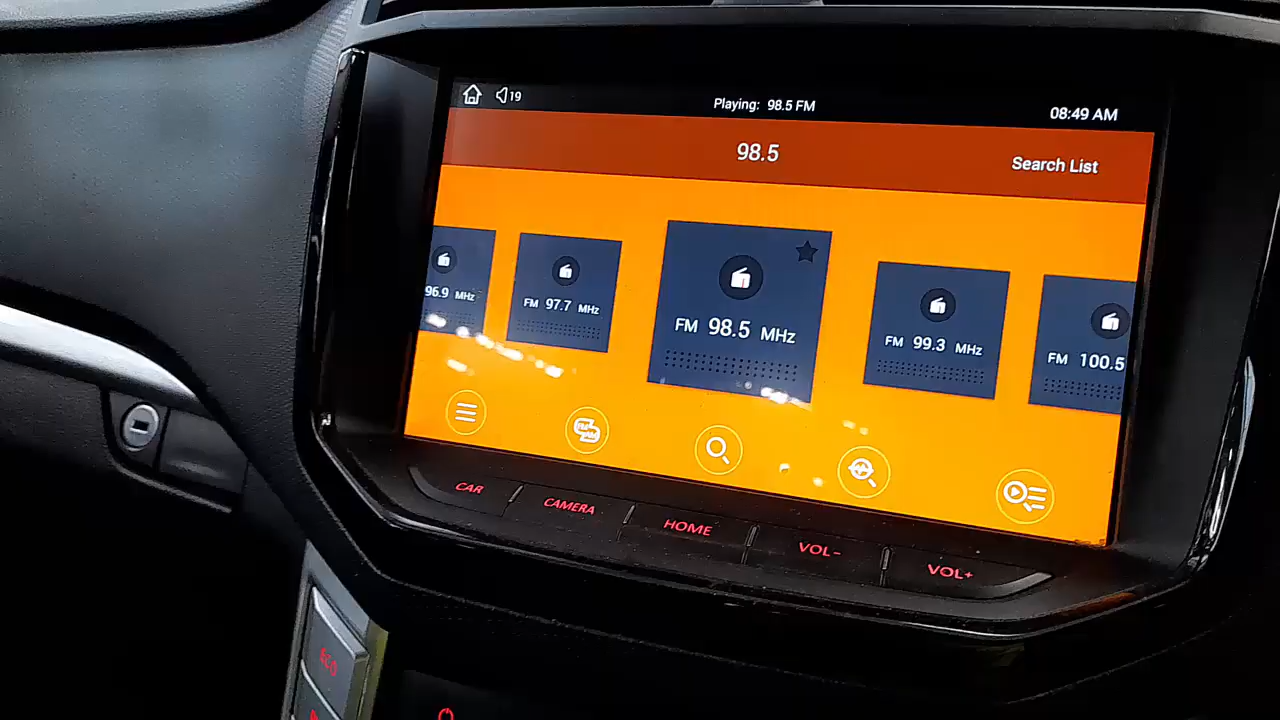 19
Playing: 98.5 FM
08:49 AM
98.5
Search List
96.9 MHz
FM 97.7 MHz
FM 98.5 MHz
FM 99.3 MHz
FM 100.5
CAR
CAMERA
HOME
VOL-
VOL+
ECO